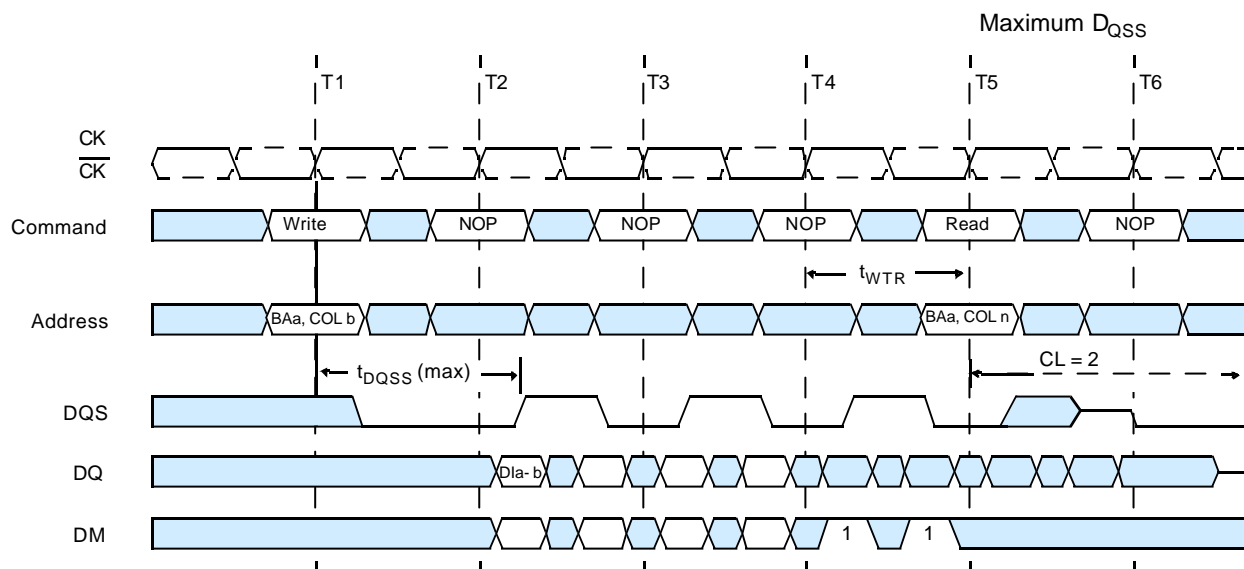 Maximum DQSS
T1 T2 T3 T4 T5 T6
CK
CK
Command Write NOP NOP NOP Read NOP
tWTR
Address BAa, COL b BAa, COL n
tDQSS (max) CL = 2
DQS
DQ DIa- b
DM 1 1